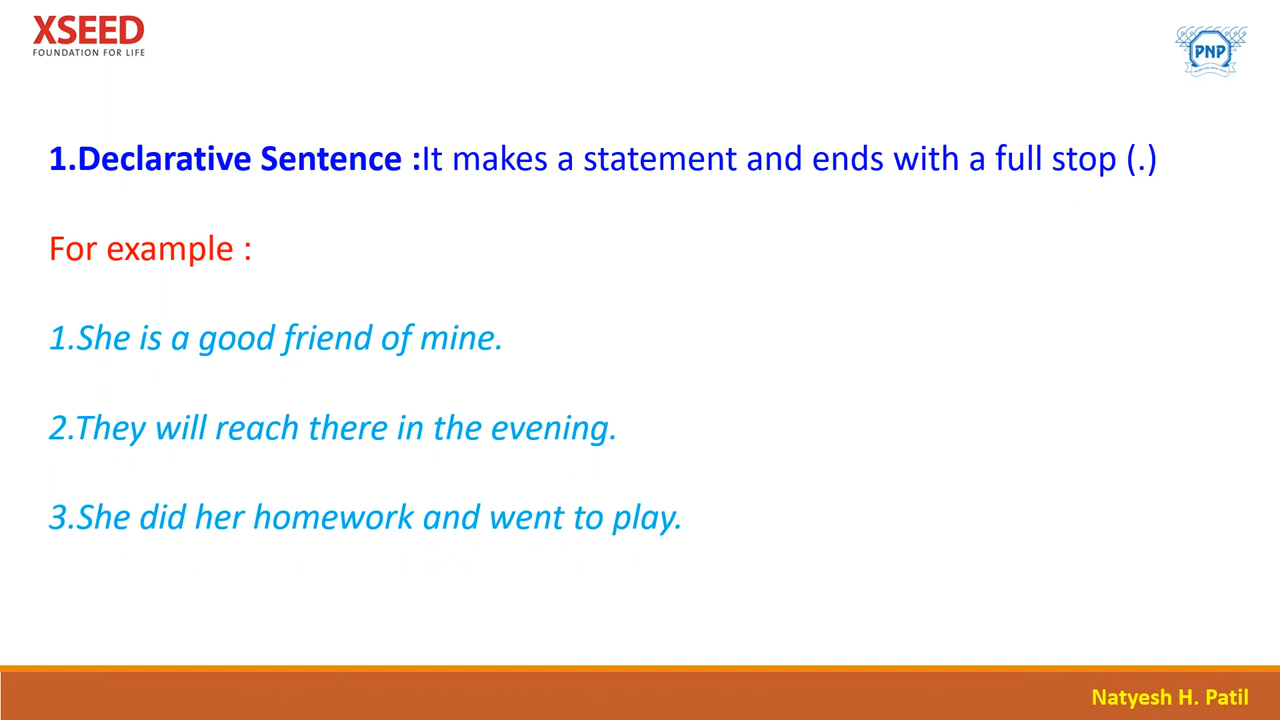 XSEED
FOUNDATION FOR LIFE
PNP
1.Declarative Sentence :It makes a statement and ends with a full stop (.)
For example :
1.She is a good friend of mine.
2.They will reach there in the evening.
3.She did her homework and went to play.
Natyesh H. Patil